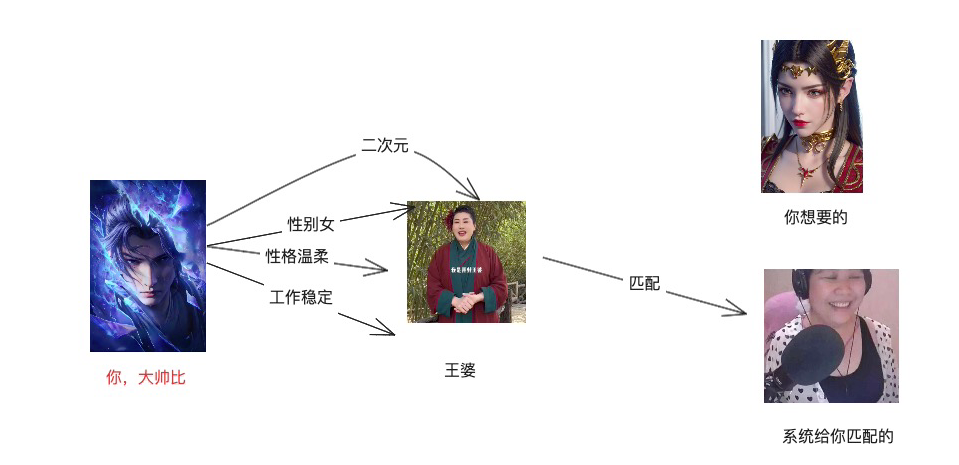 二次元
性别女
性格温柔
工作稳定
你，大帅比
王婆
匹配
你想要的
系统给你匹配的